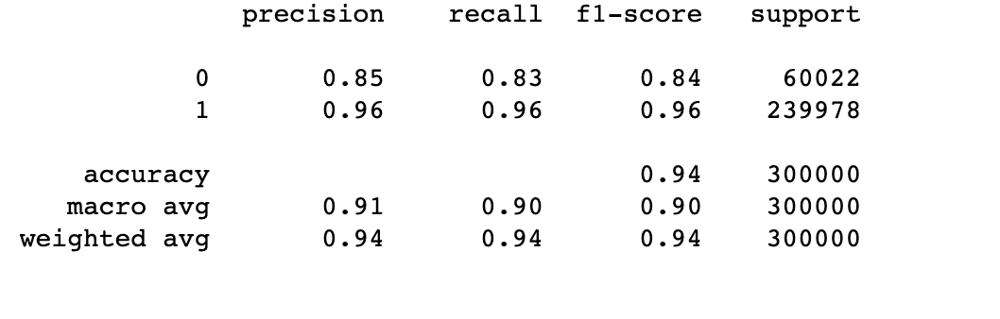 precision recall f1-score support
0 0.85 0.83 0.84 60022
1 0.96 0.96 0.96 239978
accuracy 0.94 300000
macro avg 0.91 0.90 0.90 300000
weighted avg 0.94 0.94 0.94 300000